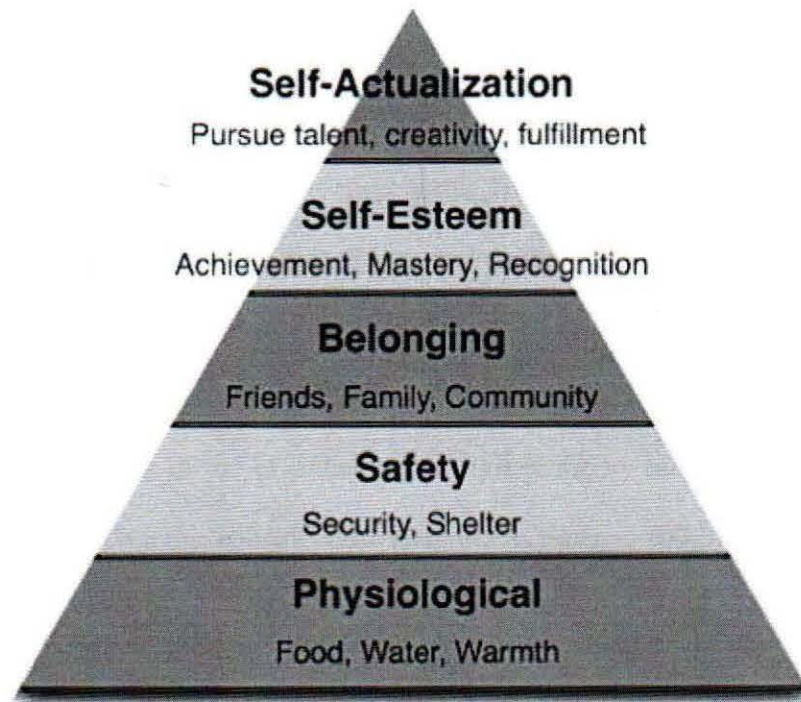 Self-Actualization
Pursue talent, creativity, fulfillment
Self-Esteem
Achievement, Mastery, Recognition
Belonging
Friends, Family, Community
Safety
Security, Shelter
Physiological
Food, Water, Warmth